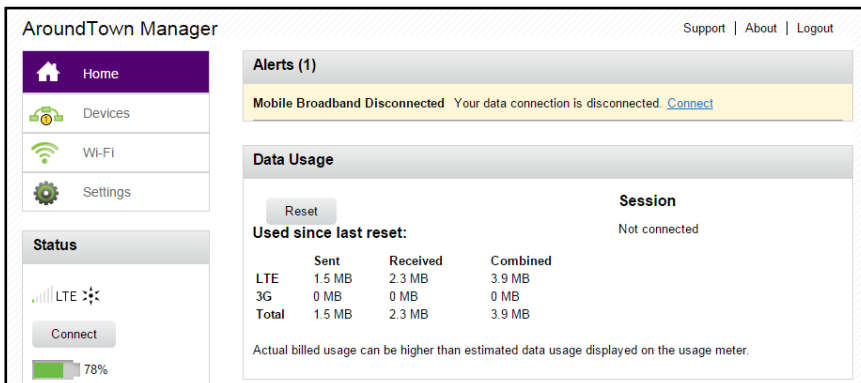 AroundTown Manager
Support | About | Logout
Home
Devices
Wi-Fi
Settings
Status
LTE
Connect
78%
Alerts (1)
Mobile Broadband Disconnected Your data connection is disconnected. Connect
Data Usage
Reset
Used since last reset:
Sent Received Combined
LTE 1.5 MB 2.3 MB 3.9 MB
3G 0 MB 0 MB 0 MB
Total 1.5 MB 2.3 MB 3.9 MB
Actual billed usage can be higher than estimated data usage displayed on the usage meter.
Session
Not connected